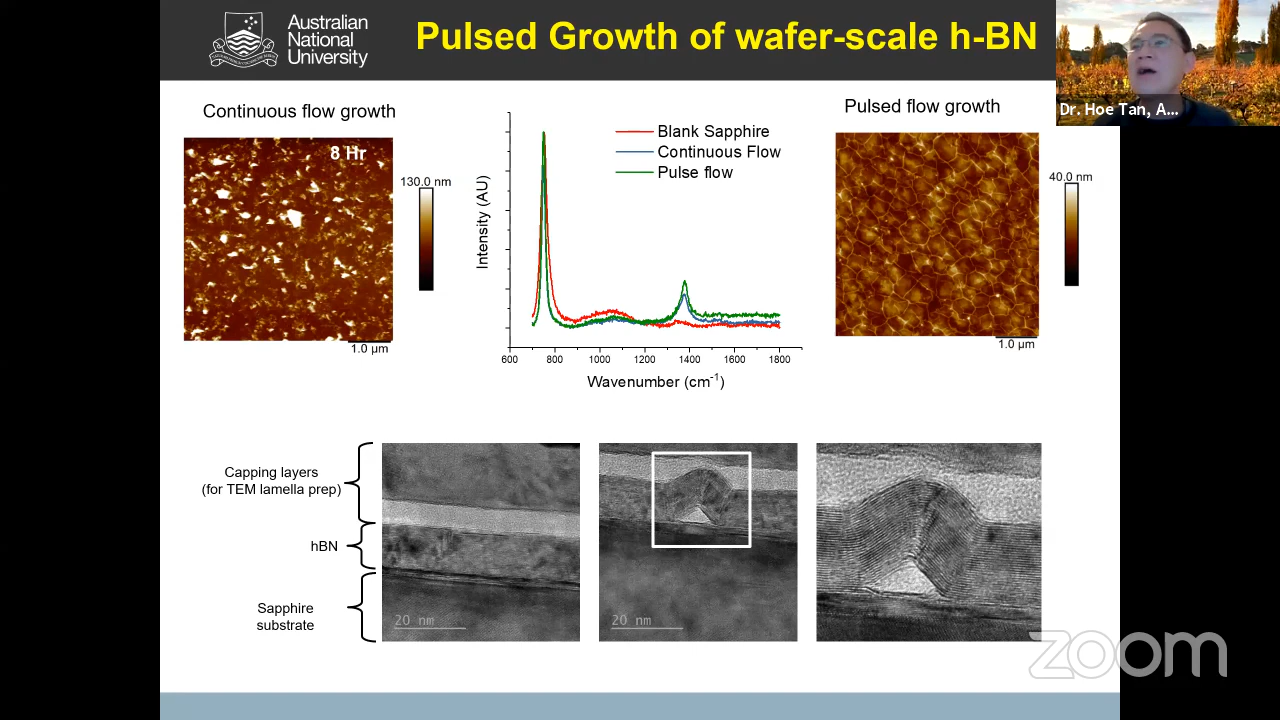 Australian
National
University
Pulsed Growth of wafer-scale h-BN
Dr. Hoe Tan, A...
Continuous flow growth
8 Hr
130.0 nm
1.0 µm
Intensity (AU)
Blank Sapphire
Continuous Flow
Pulse flow
600 800 1000 1200 1400 1600 1800
Wavenumber (cm⁻¹)
Pulsed flow growth
40.0 nm
1.0 µm
Capping layers
(for TEM lamella prep)
hBN
Sapphire
substrate
20 nm
20 nm
zoom